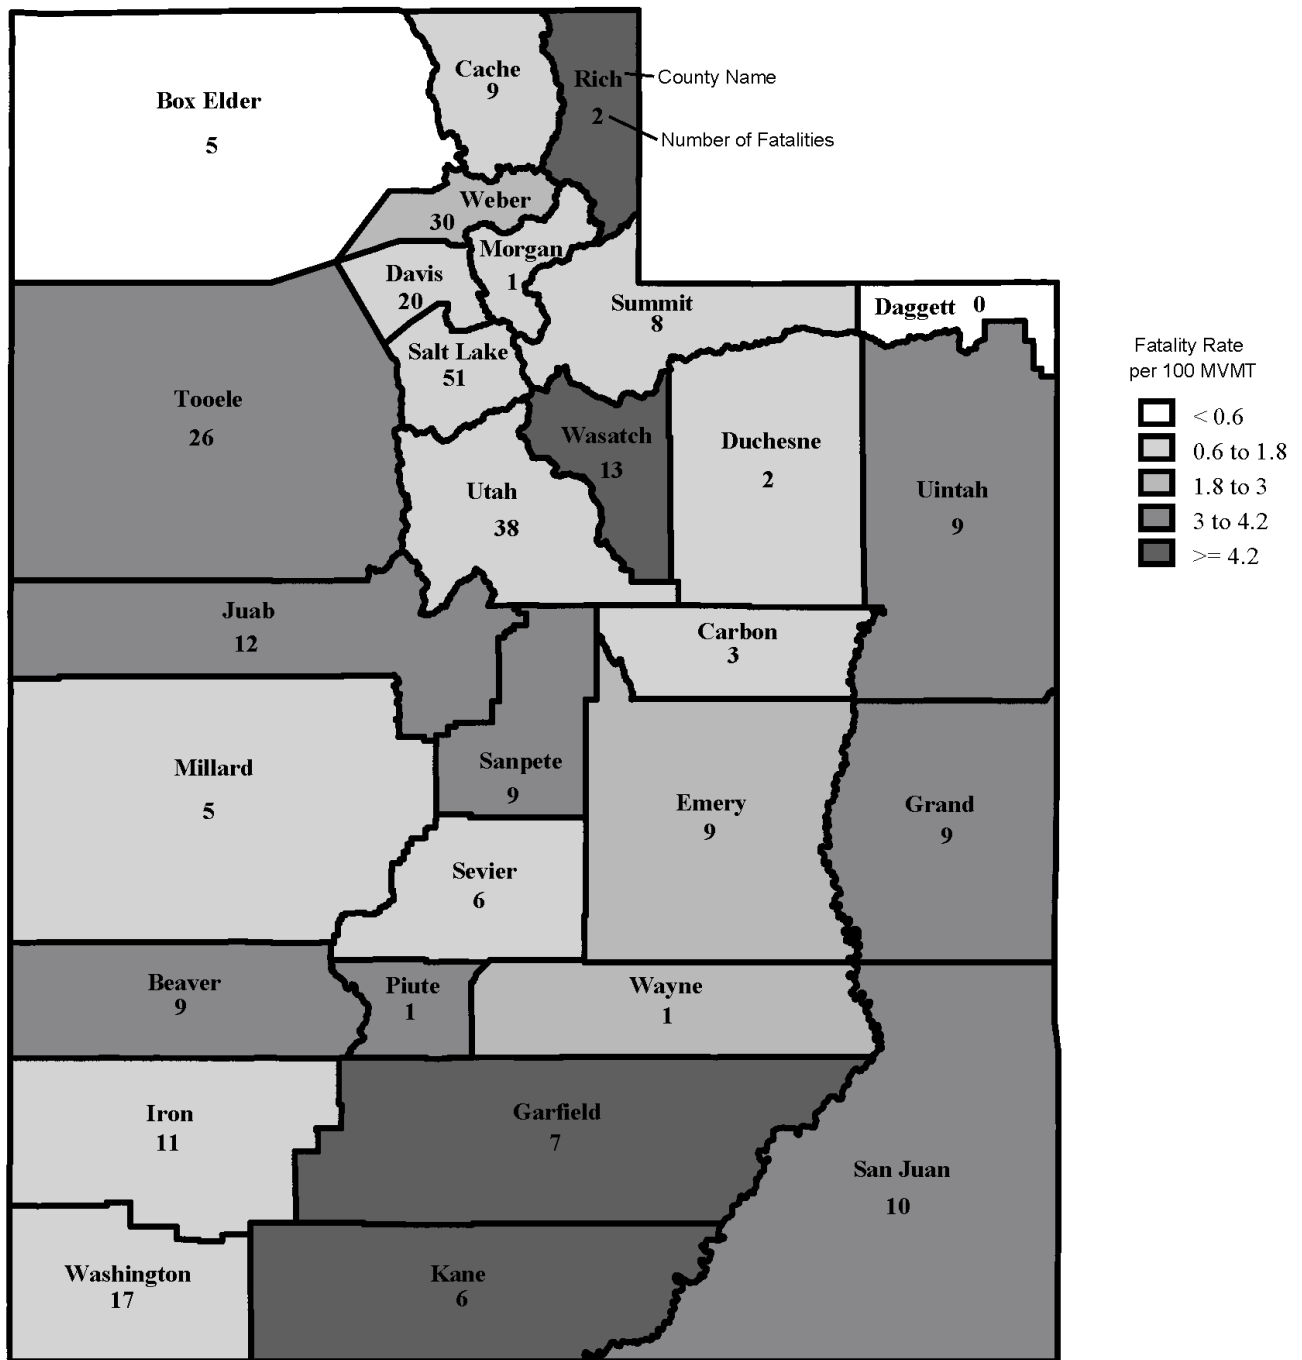 Cache
9
Rich
County Name
2
Number of Fatalities
Box Elder
5
Weber
30
Morgan
1
Davis
20
Summit
8
Daggett 0
Salt Lake
51
Tooele
26
Wasatch
13
Duchesne
2
Uintah
9
Utah
38
Juab
12
Carbon
3
Sanpete
9
Millard
5
Emery
9
Grand
9
Sevier
6
Beaver
9
Piute
1
Wayne
1
Iron
11
Garfield
7
San Juan
10
Washington
17
Kane
6
Fatality Rate
per 100 MVMT
< 0.6
0.6 to 1.8
1.8 to 3
3 to 4.2
>= 4.2